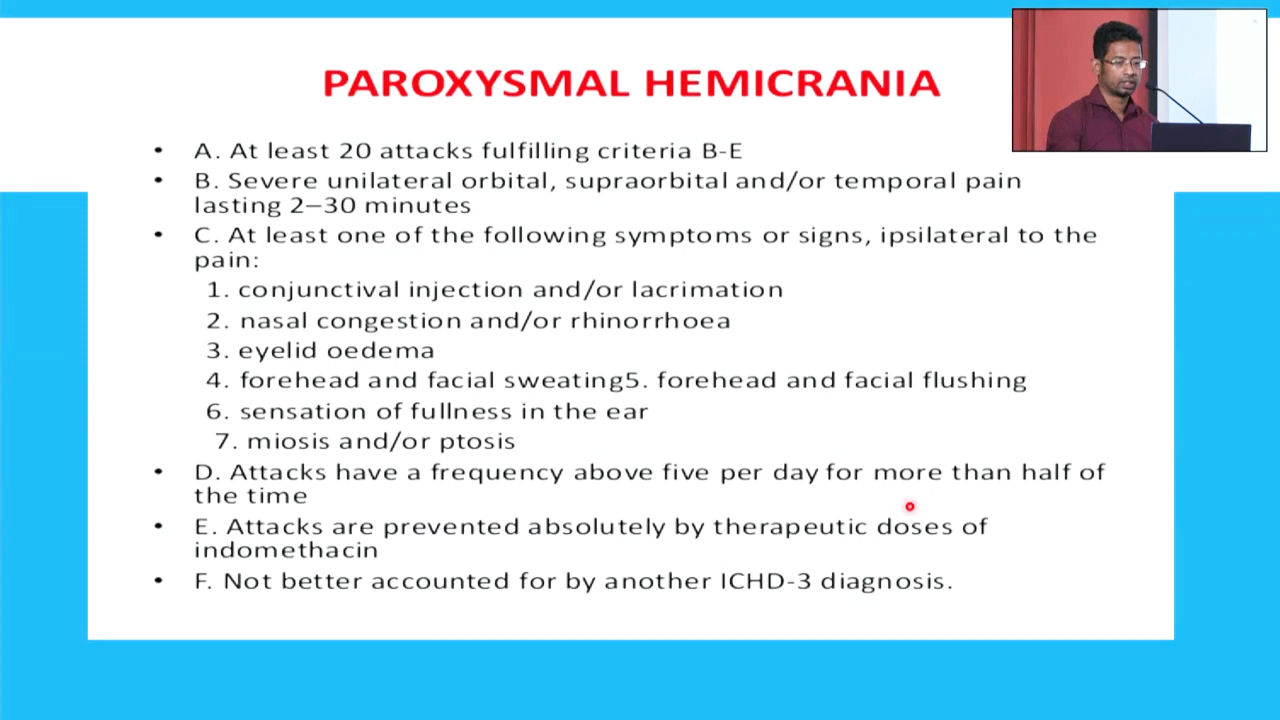 PAROXYSMAL HEMICRANIA
• A. At least 20 attacks fulfilling criteria B-E
• B. Severe unilateral orbital, supraorbital and/or temporal pain
lasting 2–30 minutes
• C. At least one of the following symptoms or signs, ipsilateral to the
pain:
1. conjunctival injection and/or lacrimation
2. nasal congestion and/or rhinorrhoea
3. eyelid oedema
4. forehead and facial sweating5. forehead and facial flushing
6. sensation of fullness in the ear
7. miosis and/or ptosis
• D. Attacks have a frequency above five per day for more than half of
the time
• E. Attacks are prevented absolutely by therapeutic doses of
indomethacin
• F. Not better accounted for by another ICHD-3 diagnosis.